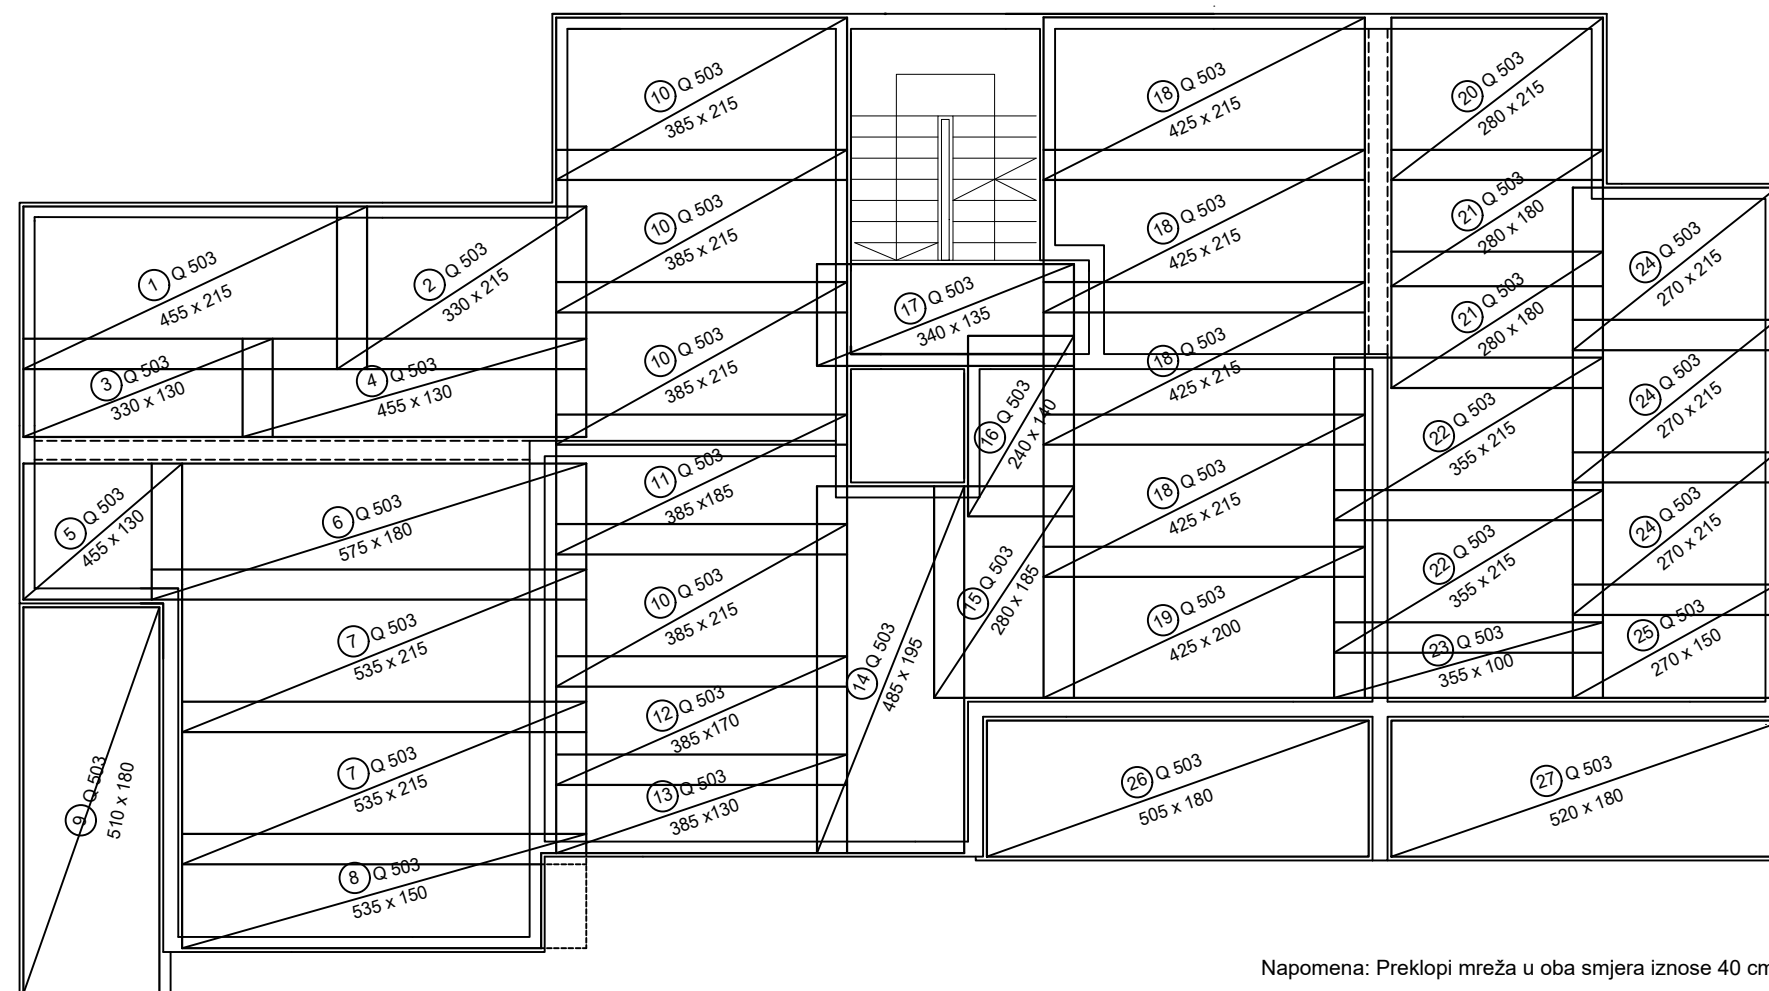 1 Q 503
455 x 215
2 Q 503
330 x 215
3 Q 503
330 x 130
4 Q 503
455 x 130
5 Q 503
455 x 130
6 Q 503
575 x 180
7 Q 503
535 x 215
7 Q 503
535 x 215
8 Q 503
535 x 150
9 Q 503
510 x 180
10 Q 503
385 x 215
10 Q 503
385 x 215
10 Q 503
385 x 215
11 Q 503
385 x185
10 Q 503
385 x 215
12 Q 503
385 x170
13 Q 503
385 x130
14 Q 503
485 x 195
15 Q 503
280 x 185
16 Q 503
240 x 140
17 Q 503
340 x 135
18 Q 503
425 x 215
18 Q 503
425 x 215
18 Q 503
425 x 215
18 Q 503
425 x 215
19 Q 503
425 x 200
20 Q 503
280 x 215
21 Q 503
280 x 180
21 Q 503
280 x 180
22 Q 503
355 x 215
22 Q 503
355 x 215
23 Q 503
355 x 100
24 Q 503
270 x 215
24 Q 503
270 x 215
24 Q 503
270 x 215
25 Q 503
270 x 150
26 Q 503
505 x 180
27 Q 503
520 x 180
Napomena: Preklopi mreža u oba smjera iznose 40 cm